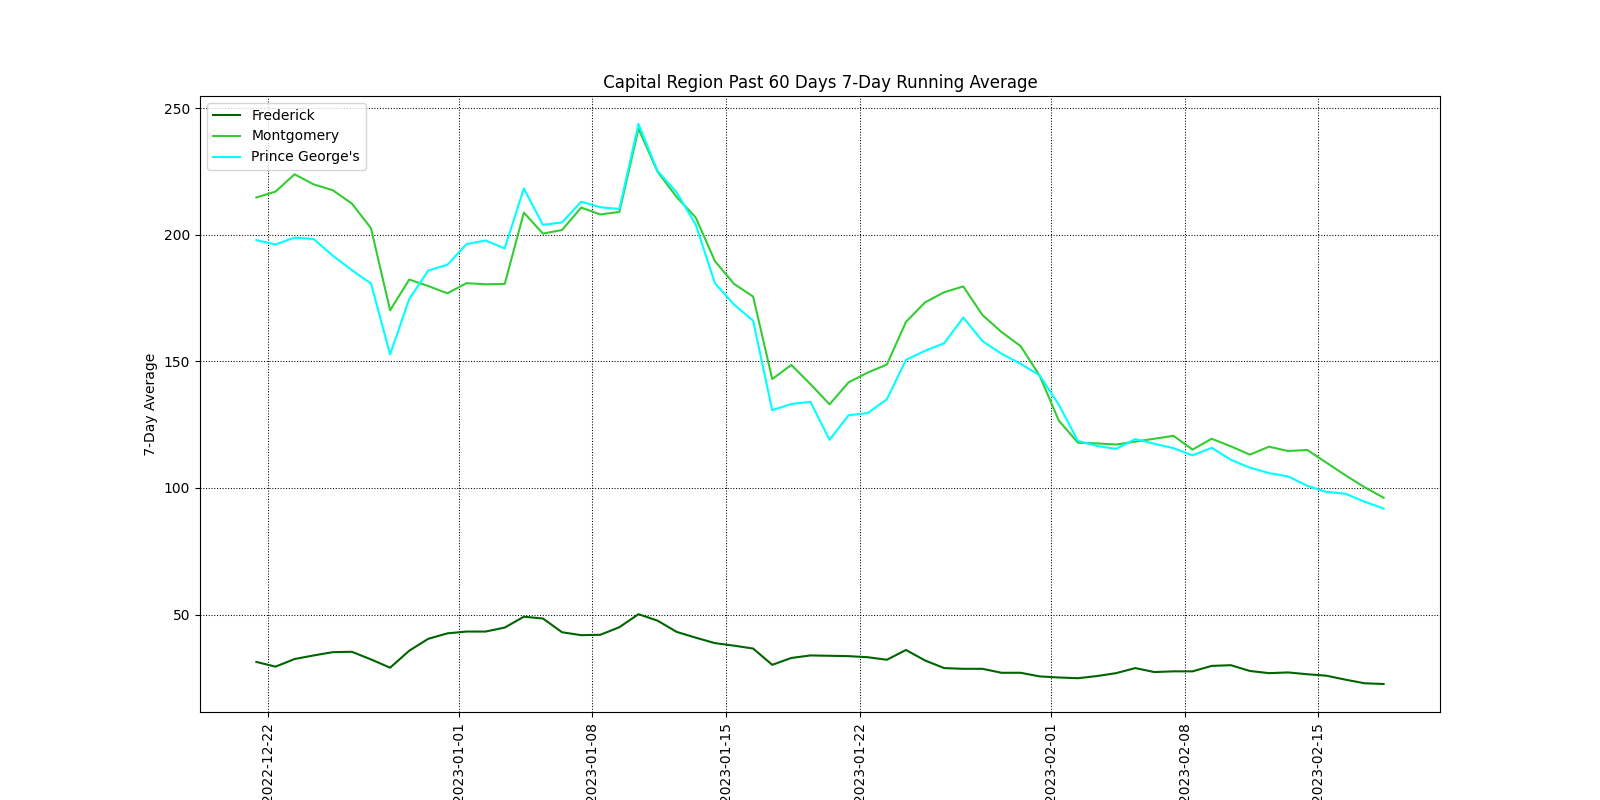 Capital Region Past 60 Days 7-Day Running Average
250
200
150
100
50
7-Day Average
Frederick
Montgomery
Prince George's
2022-12-22
2023-01-01
2023-01-08
2023-01-15
2023-01-22
2023-02-01
2023-02-08
2023-02-15